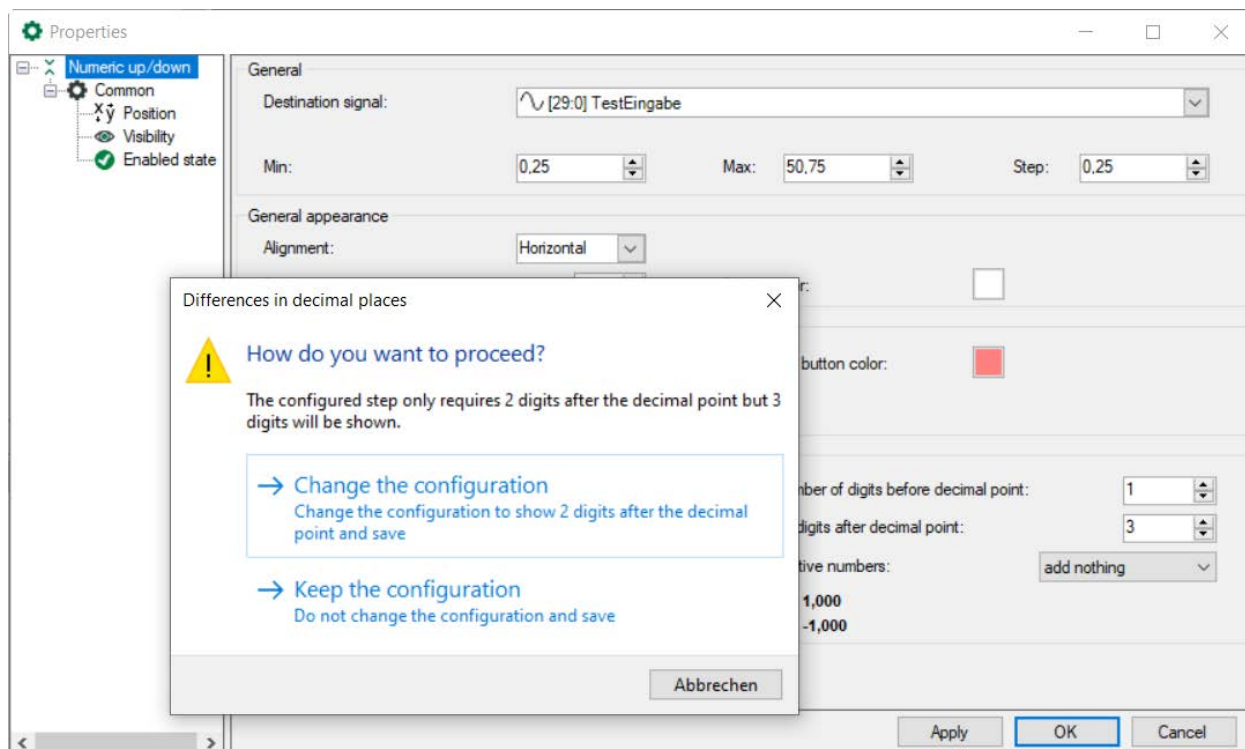 Properties
Numeric up/down
Common
Position
Visibility
Enabled state
General
Destination signal:
[29:0] TestEingabe
Min: 0,25 Max: 50,75 Step: 0,25
General appearance
Alignment: Horizontal
Differences in decimal places
How do you want to proceed?
The configured step only requires 2 digits after the decimal point but 3
digits will be shown.
Change the configuration
Change the configuration to show 2 digits after the decimal
point and save
Keep the configuration
Do not change the configuration and save
Abbrechen
button color:
of digits before decimal point: 1
digits after decimal point: 3
numbers: add nothing
1,000
-1,000
Apply OK Cancel